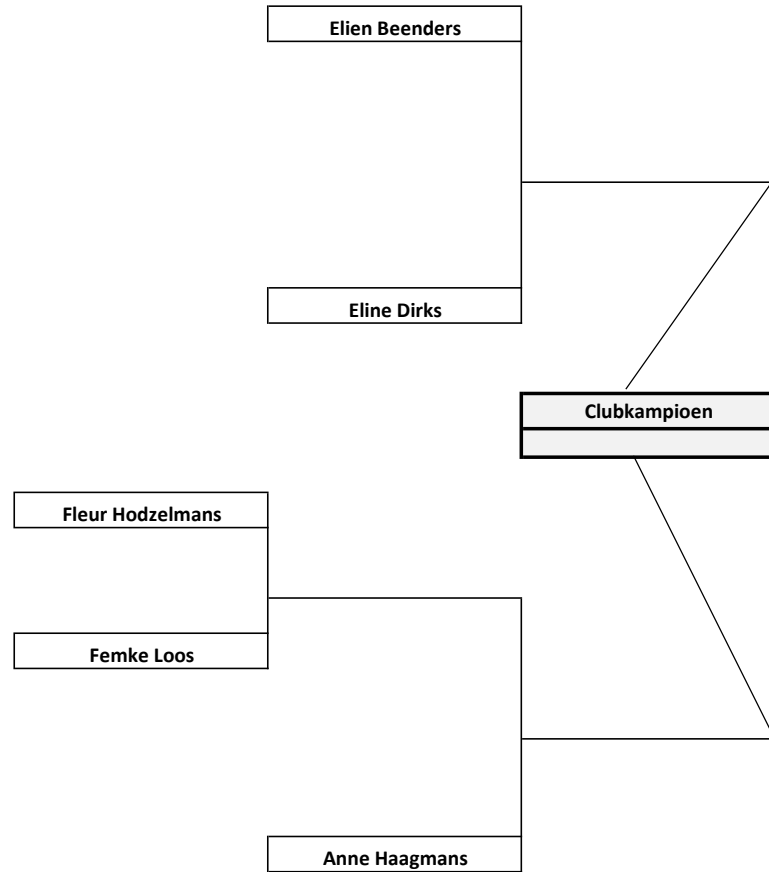 Elien Beenders
Eline Dirks
Clubkampioen
Fleur Hodzelmans
Femke Loos
Anne Haagmans